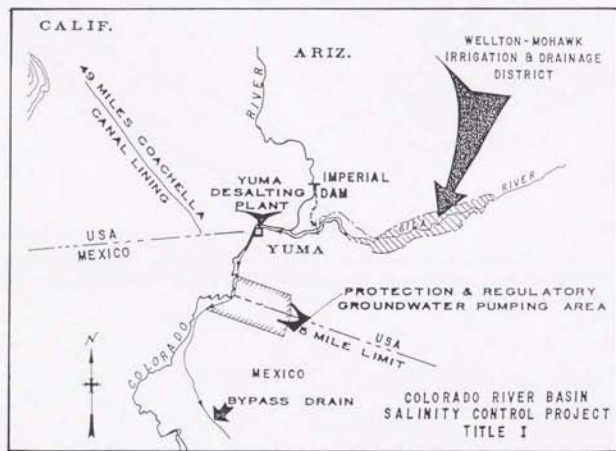 CALIF.
ARIZ.
WELLTON-MOHAWK
IRRIGATION & DRAINAGE
DISTRICT
49 MILES COACHELLA
CANAL LINING
RIVER
YUMA
DESALTING
PLANT
IMPERIAL
DAM
GILA
RIVER
USA
MEXICO
YUMA
PROTECTION & REGULATORY
GROUNDWATER PUMPING AREA
USA
MILE LIMIT
COLORADO
N
MEXICO
BYPASS DRAIN
COLORADO RIVER BASIN
SALINITY CONTROL PROJECT
TITLE I